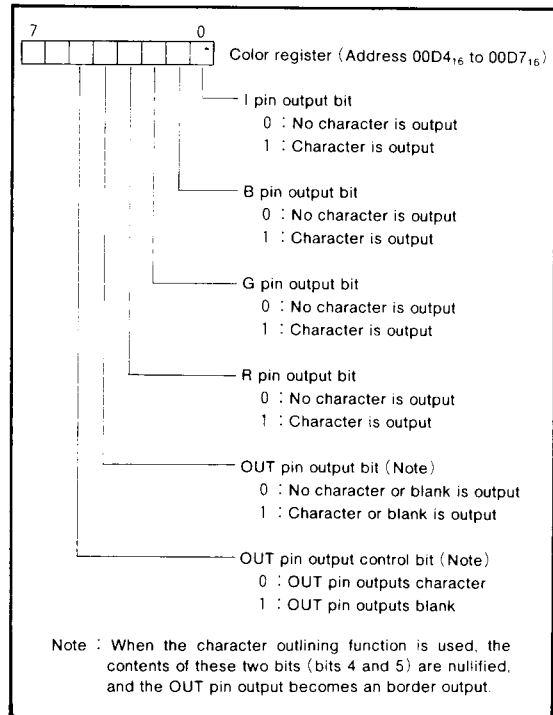 7 0
Color register (Address 00D4₁₆ to 00D7₁₆)
I pin output bit
0 : No character is output
1 : Character is output
B pin output bit
0 : No character is output
1 : Character is output
G pin output bit
0 : No character is output
1 : Character is output
R pin output bit
0 : No character is output
1 : Character is output
OUT pin output bit (Note)
0 : No character or blank is output
1 : Character or blank is output
OUT pin output control bit (Note)
0 : OUT pin outputs character
1 : OUT pin outputs blank
Note : When the character outlining function is used, the
contents of these two bits (bits 4 and 5) are nullified,
and the OUT pin output becomes an border output.